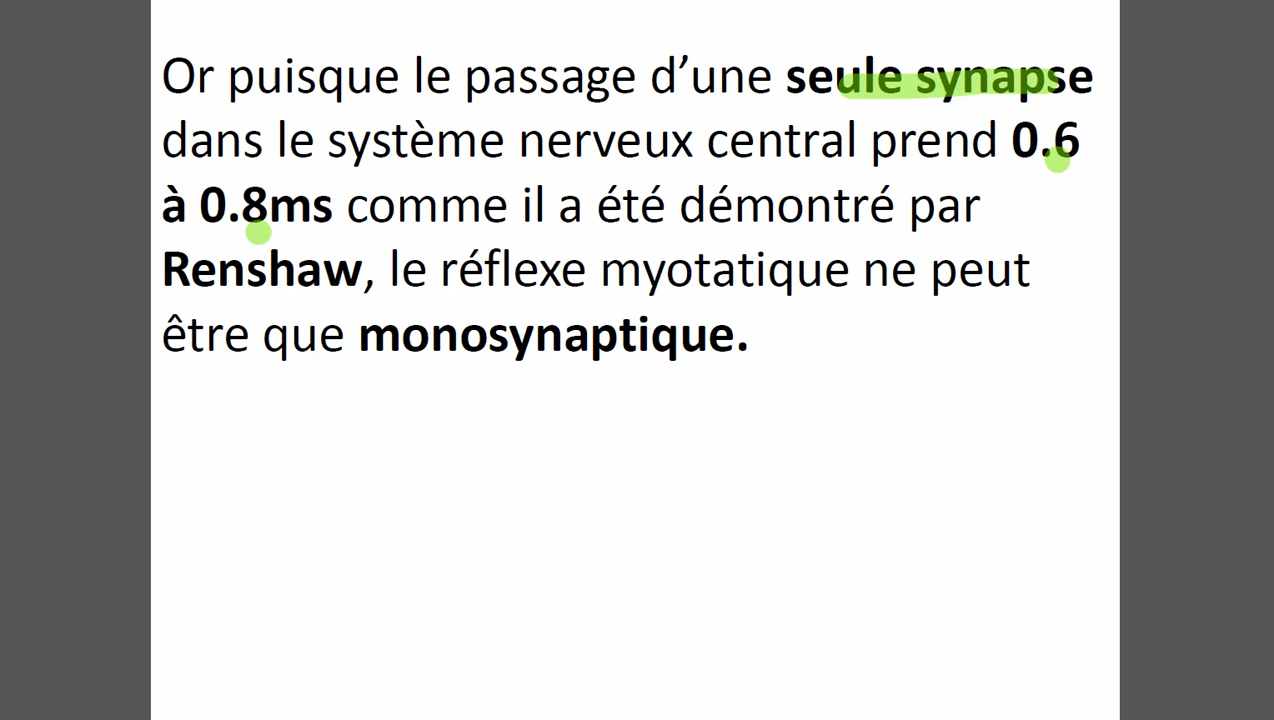 Or puisque le passage d’une seule synapse
dans le système nerveux central prend 0.6
à 0.8ms comme il a été démontré par
Renshaw, le réflexe myotatique ne peut
être que monosynaptique.